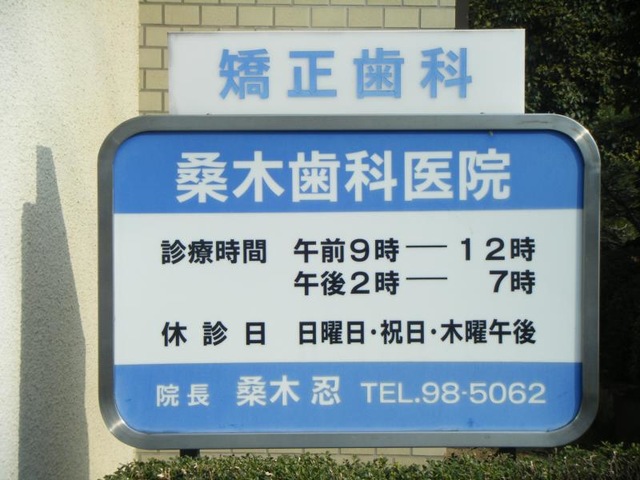 矯正歯科
桑木歯科医院
診療時間 午前9時―12時
午後2時― 7時
休診日 日曜日・祝日・木曜午後
院長 桑木 忍 TEL.98-5062